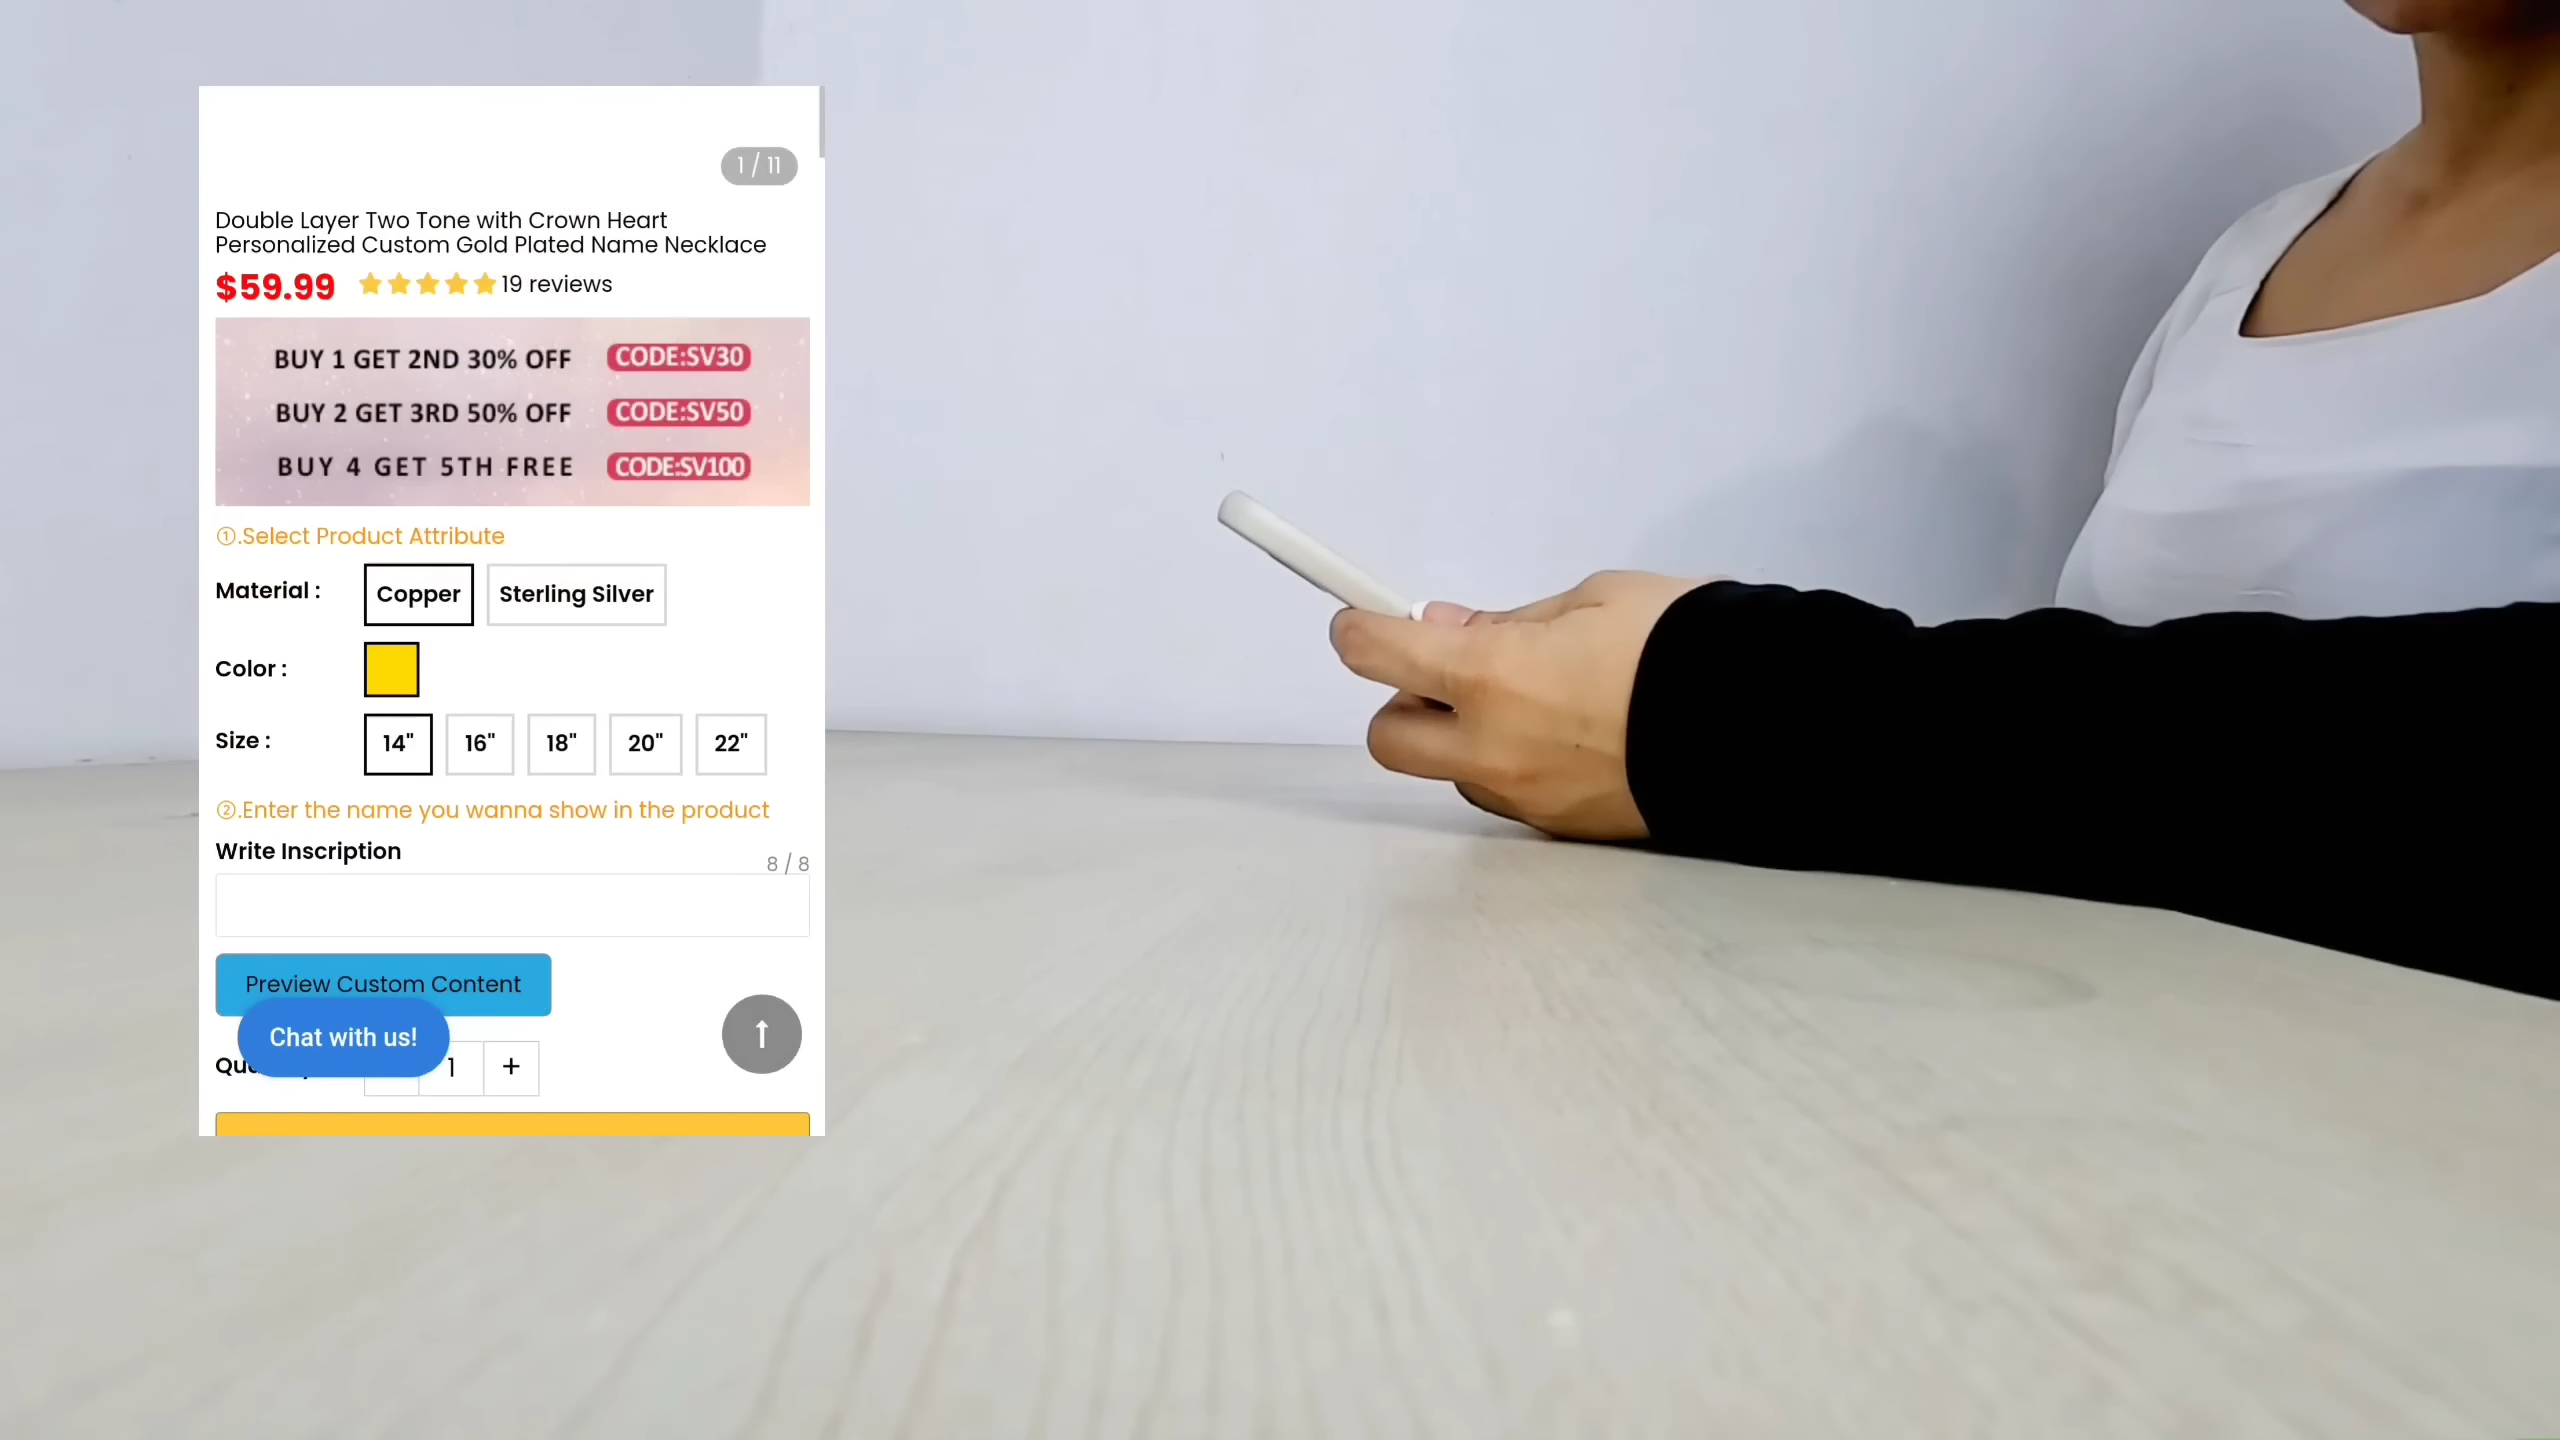 1 / 11
Double Layer Two Tone with Crown Heart
Personalized Custom Gold Plated Name Necklace
$59.99 19 reviews
BUY 1 GET 2ND 30% OFF CODE:SV30
BUY 2 GET 3RD 50% OFF CODE:SV50
BUY 4 GET 5TH FREE CODE:SV100
①.Select Product Attribute
Material : Copper Sterling Silver
Color :
Size : 14" 16" 18" 20" 22"
②.Enter the name you wanna show in the product
Write Inscription
8 / 8
Preview Custom Content
Chat with us!
1 +